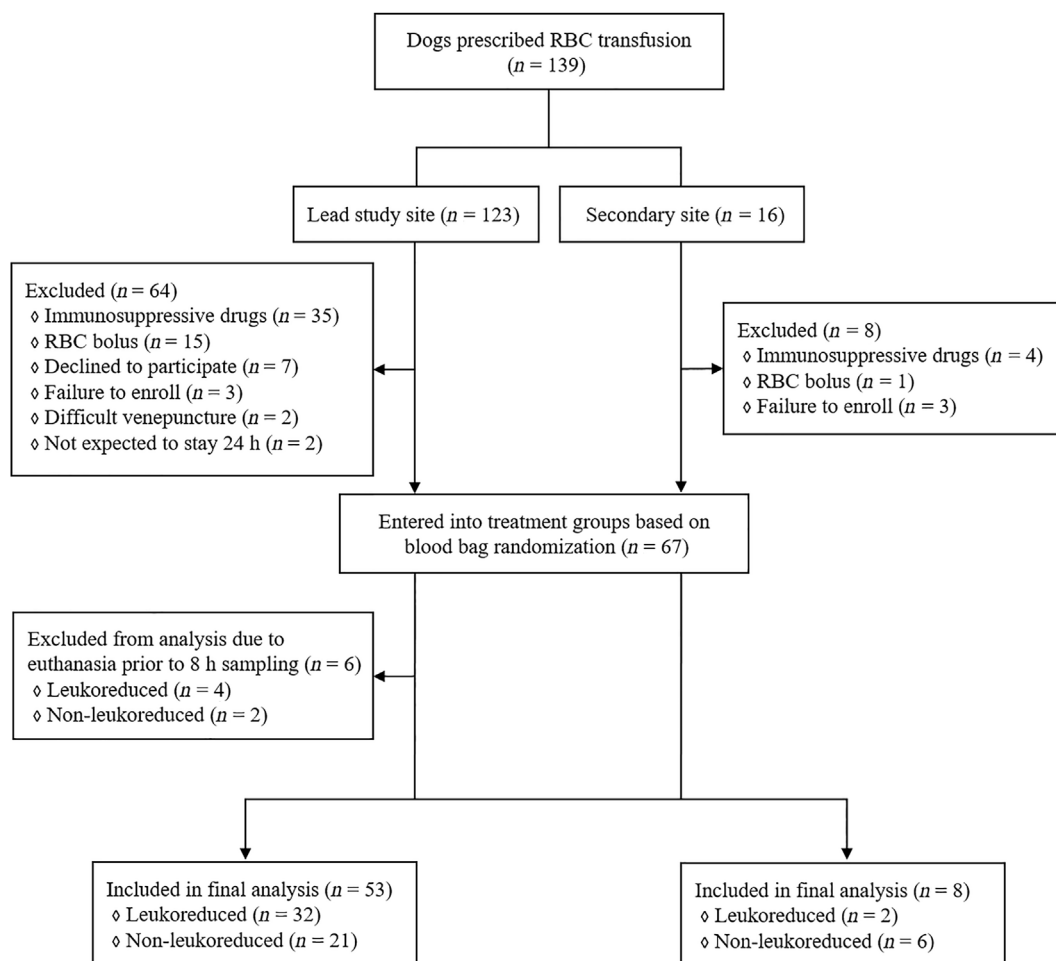 Dogs prescribed RBC transfusion
(n = 139)
Lead study site (n = 123)
Secondary site (n = 16)
Excluded (n = 64)
◊ Immunosuppressive drugs (n = 35)
◊ RBC bolus (n = 15)
◊ Declined to participate (n = 7)
◊ Failure to enroll (n = 3)
◊ Difficult venepuncture (n = 2)
◊ Not expected to stay 24 h (n = 2)
Excluded (n = 8)
◊ Immunosuppressive drugs (n = 4)
◊ RBC bolus (n = 1)
◊ Failure to enroll (n = 3)
Entered into treatment groups based on
blood bag randomization (n = 67)
Excluded from analysis due to
euthanasia prior to 8 h sampling (n = 6)
◊ Leukoreduced (n = 4)
◊ Non-leukoreduced (n = 2)
Included in final analysis (n = 53)
◊ Leukoreduced (n = 32)
◊ Non-leukoreduced (n = 21)
Included in final analysis (n = 8)
◊ Leukoreduced (n = 2)
◊ Non-leukoreduced (n = 6)